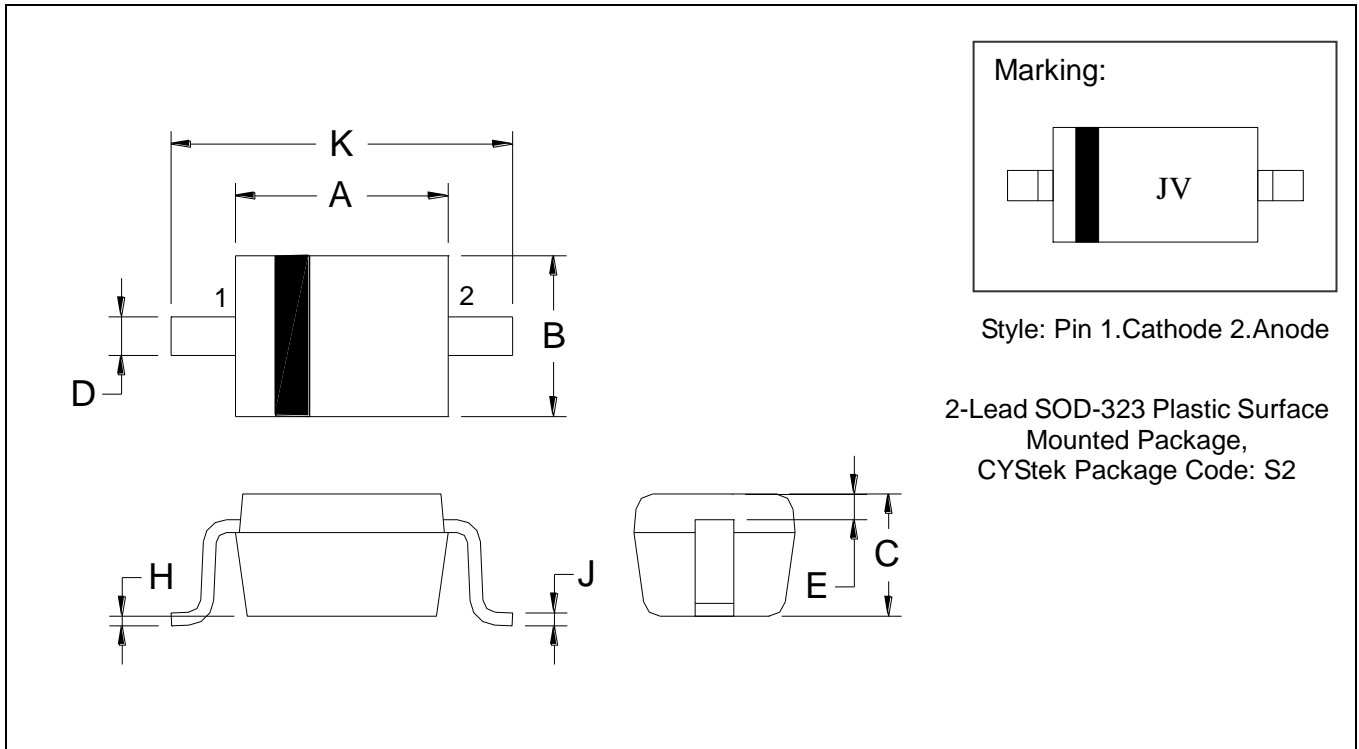 K
A
1
2
B
D
H
J
E
C
Marking:
JV
Style: Pin 1.Cathode 2.Anode
2-Lead SOD-323 Plastic Surface
Mounted Package,
CYStek Package Code: S2